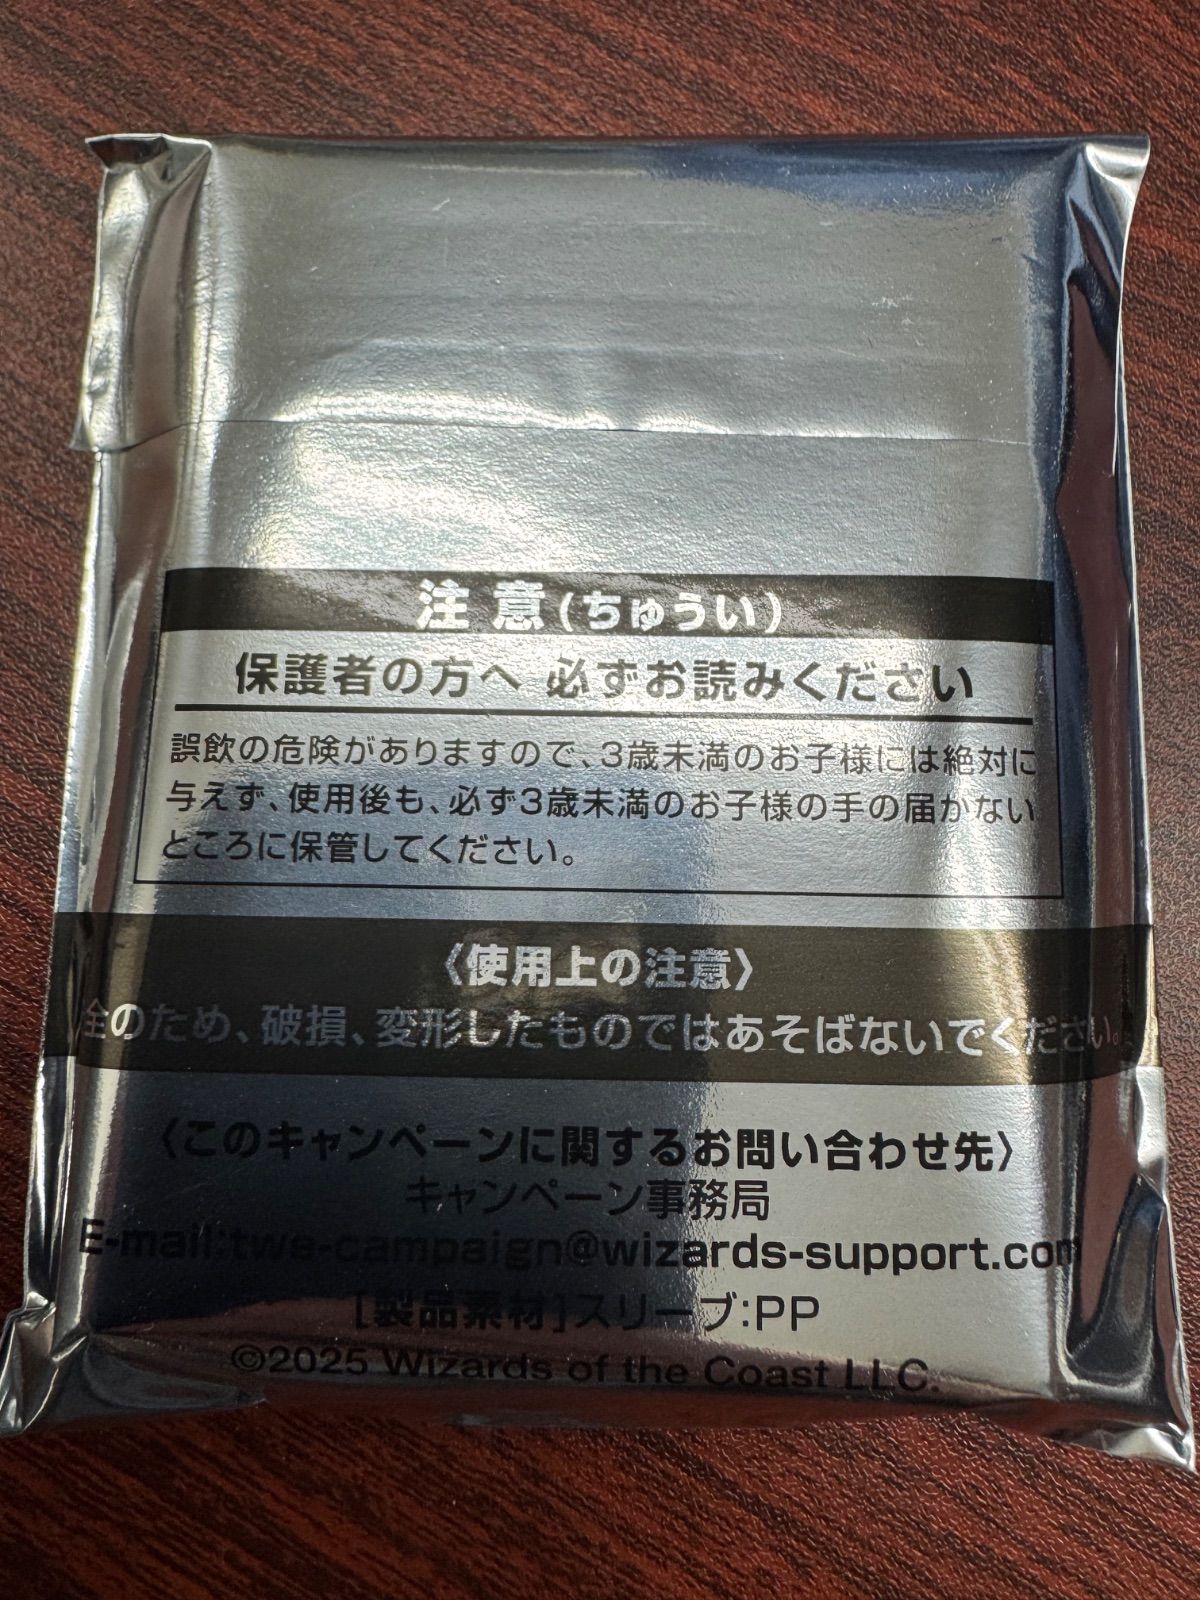 注意(ちゅうい)
保護者の方へ 必ずお読みください
誤飲の危険がありますので、3歳未満のお子様には絶対に
与えず、使用後も、必ず3歳未満のお子様の手の届かない
ところに保管してください。
〈使用上の注意〉
全のため、破損、変形したものではあそばないでください。
〈このキャンペーンに関するお問い合わせ先〉
キャンペーン事務局
E-mail:twe-campaign@wizards-support.com
[製品素材]スリーブ:PP
©2025 Wizards of the Coast LLC.